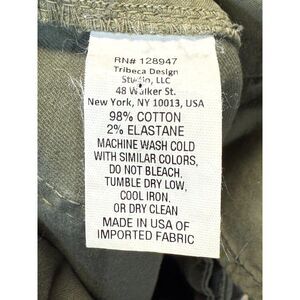 RN# 128947
Tribeca Design
Studio, LLC
48 Walker St.
New York, NY 10013, USA
98% COTTON
2% ELASTANE
MACHINE WASH COLD
WITH SIMILAR COLORS,
DO NOT BLEACH,
TUMBLE DRY LOW,
COOL IRON,
OR DRY CLEAN
MADE IN USA OF
IMPORTED FABRIC